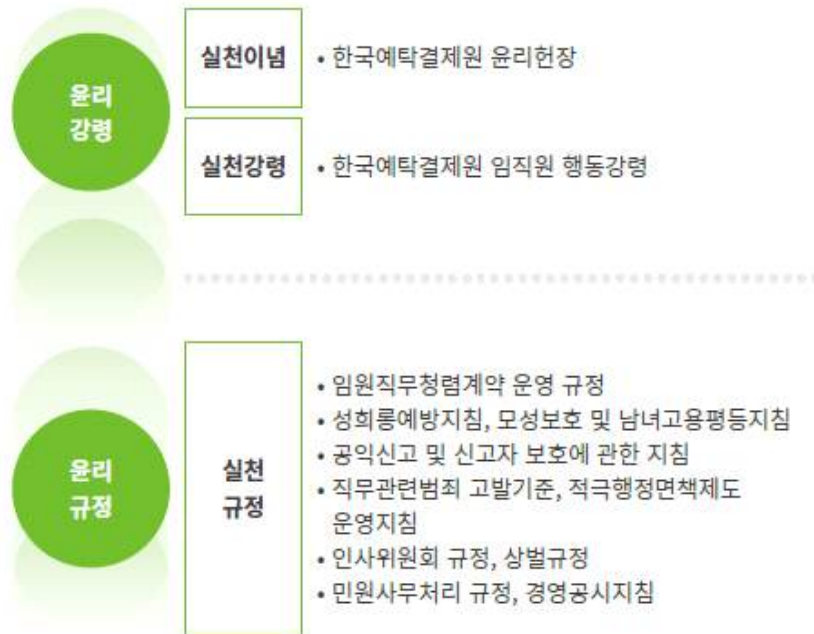 윤리
강령
실천이념
• 한국예탁결제원 윤리헌장
실천강령
• 한국예탁결제원 임직원 행동강령
윤리
규정
실천
규정
• 임원직무청렴계약 운영 규정
• 성희롱예방지침, 모성보호 및 남녀고용평등지침
• 공익신고 및 신고자 보호에 관한 지침
• 직무관련범죄 고발기준, 적극행정면책제도
운영지침
• 인사위원회 규정, 상벌규정
• 민원사무처리 규정, 경영공시지침